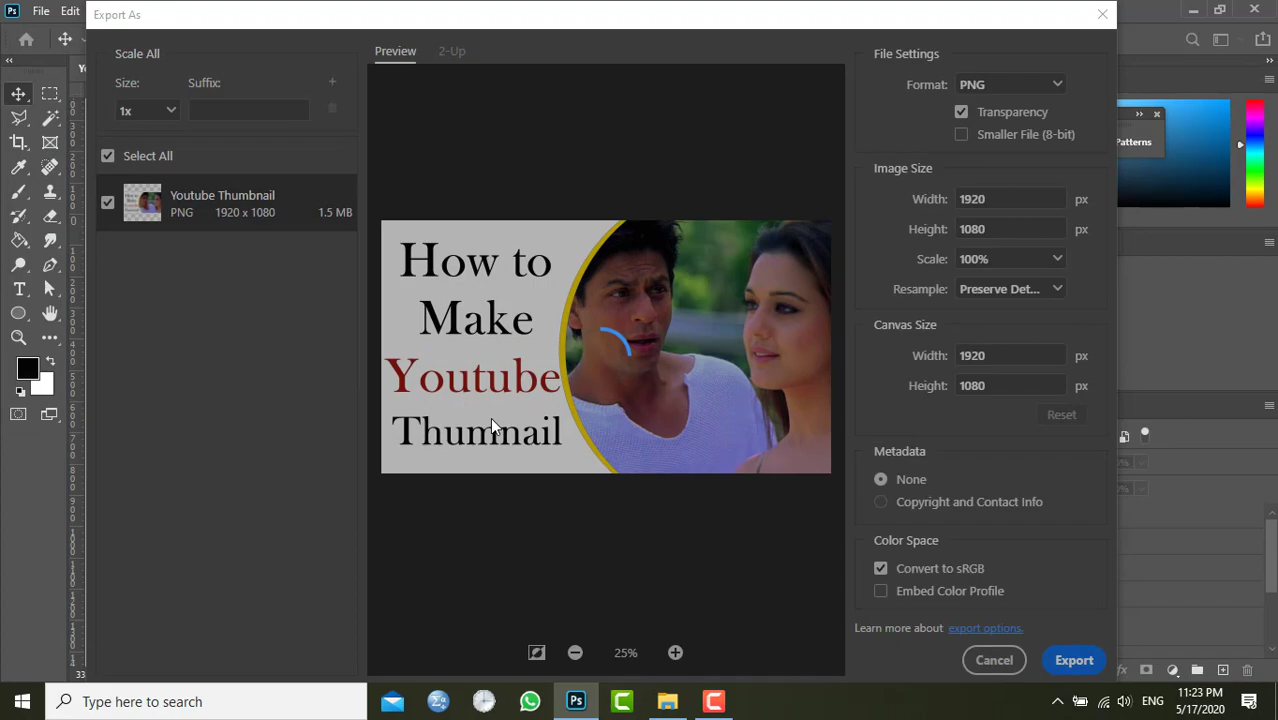 Ps File Edit
Export As
Scale All
Size: Suffix:
1x
Select All
Youtube Thumbnail
PNG 1920 x 1080 1.5 MB
Preview 2-Up
How to
Make
Youtube
Thumnail
25%
File Settings
Format: PNG
Transparency
Smaller File (8-bit)
Image Size
Width: 1920 px
Height: 1080 px
Scale: 100%
Resample: Preserve Det...
Canvas Size
Width: 1920 px
Height: 1080 px
Reset
Metadata
None
Copyright and Contact Info
Color Space
Convert to sRGB
Embed Color Profile
Learn more about export options.
Cancel Export
Patterns
Type here to search
Ps
ENG
11:23 PM
5/17/2020